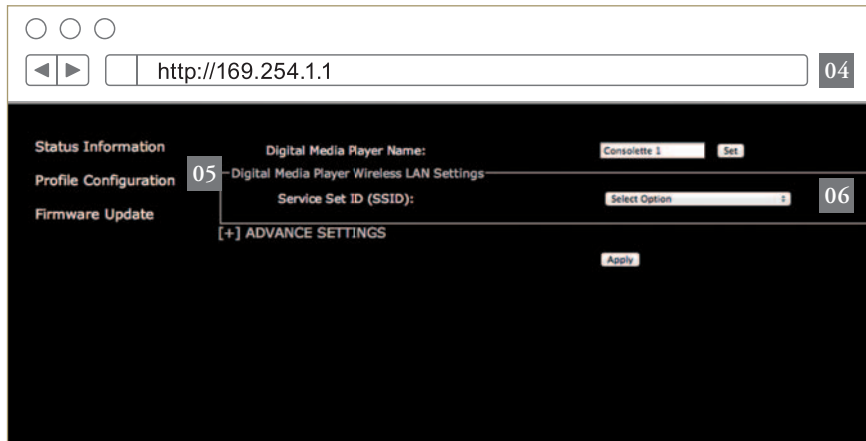 http://169.254.1.1 04
Status Information
Profile Configuration
Firmware Update
05
Digital Media Player Name: Consolette 1 Set
Digital Media Player Wireless LAN Settings
Service Set ID (SSID): Select Option 06
[+] ADVANCE SETTINGS
Apply